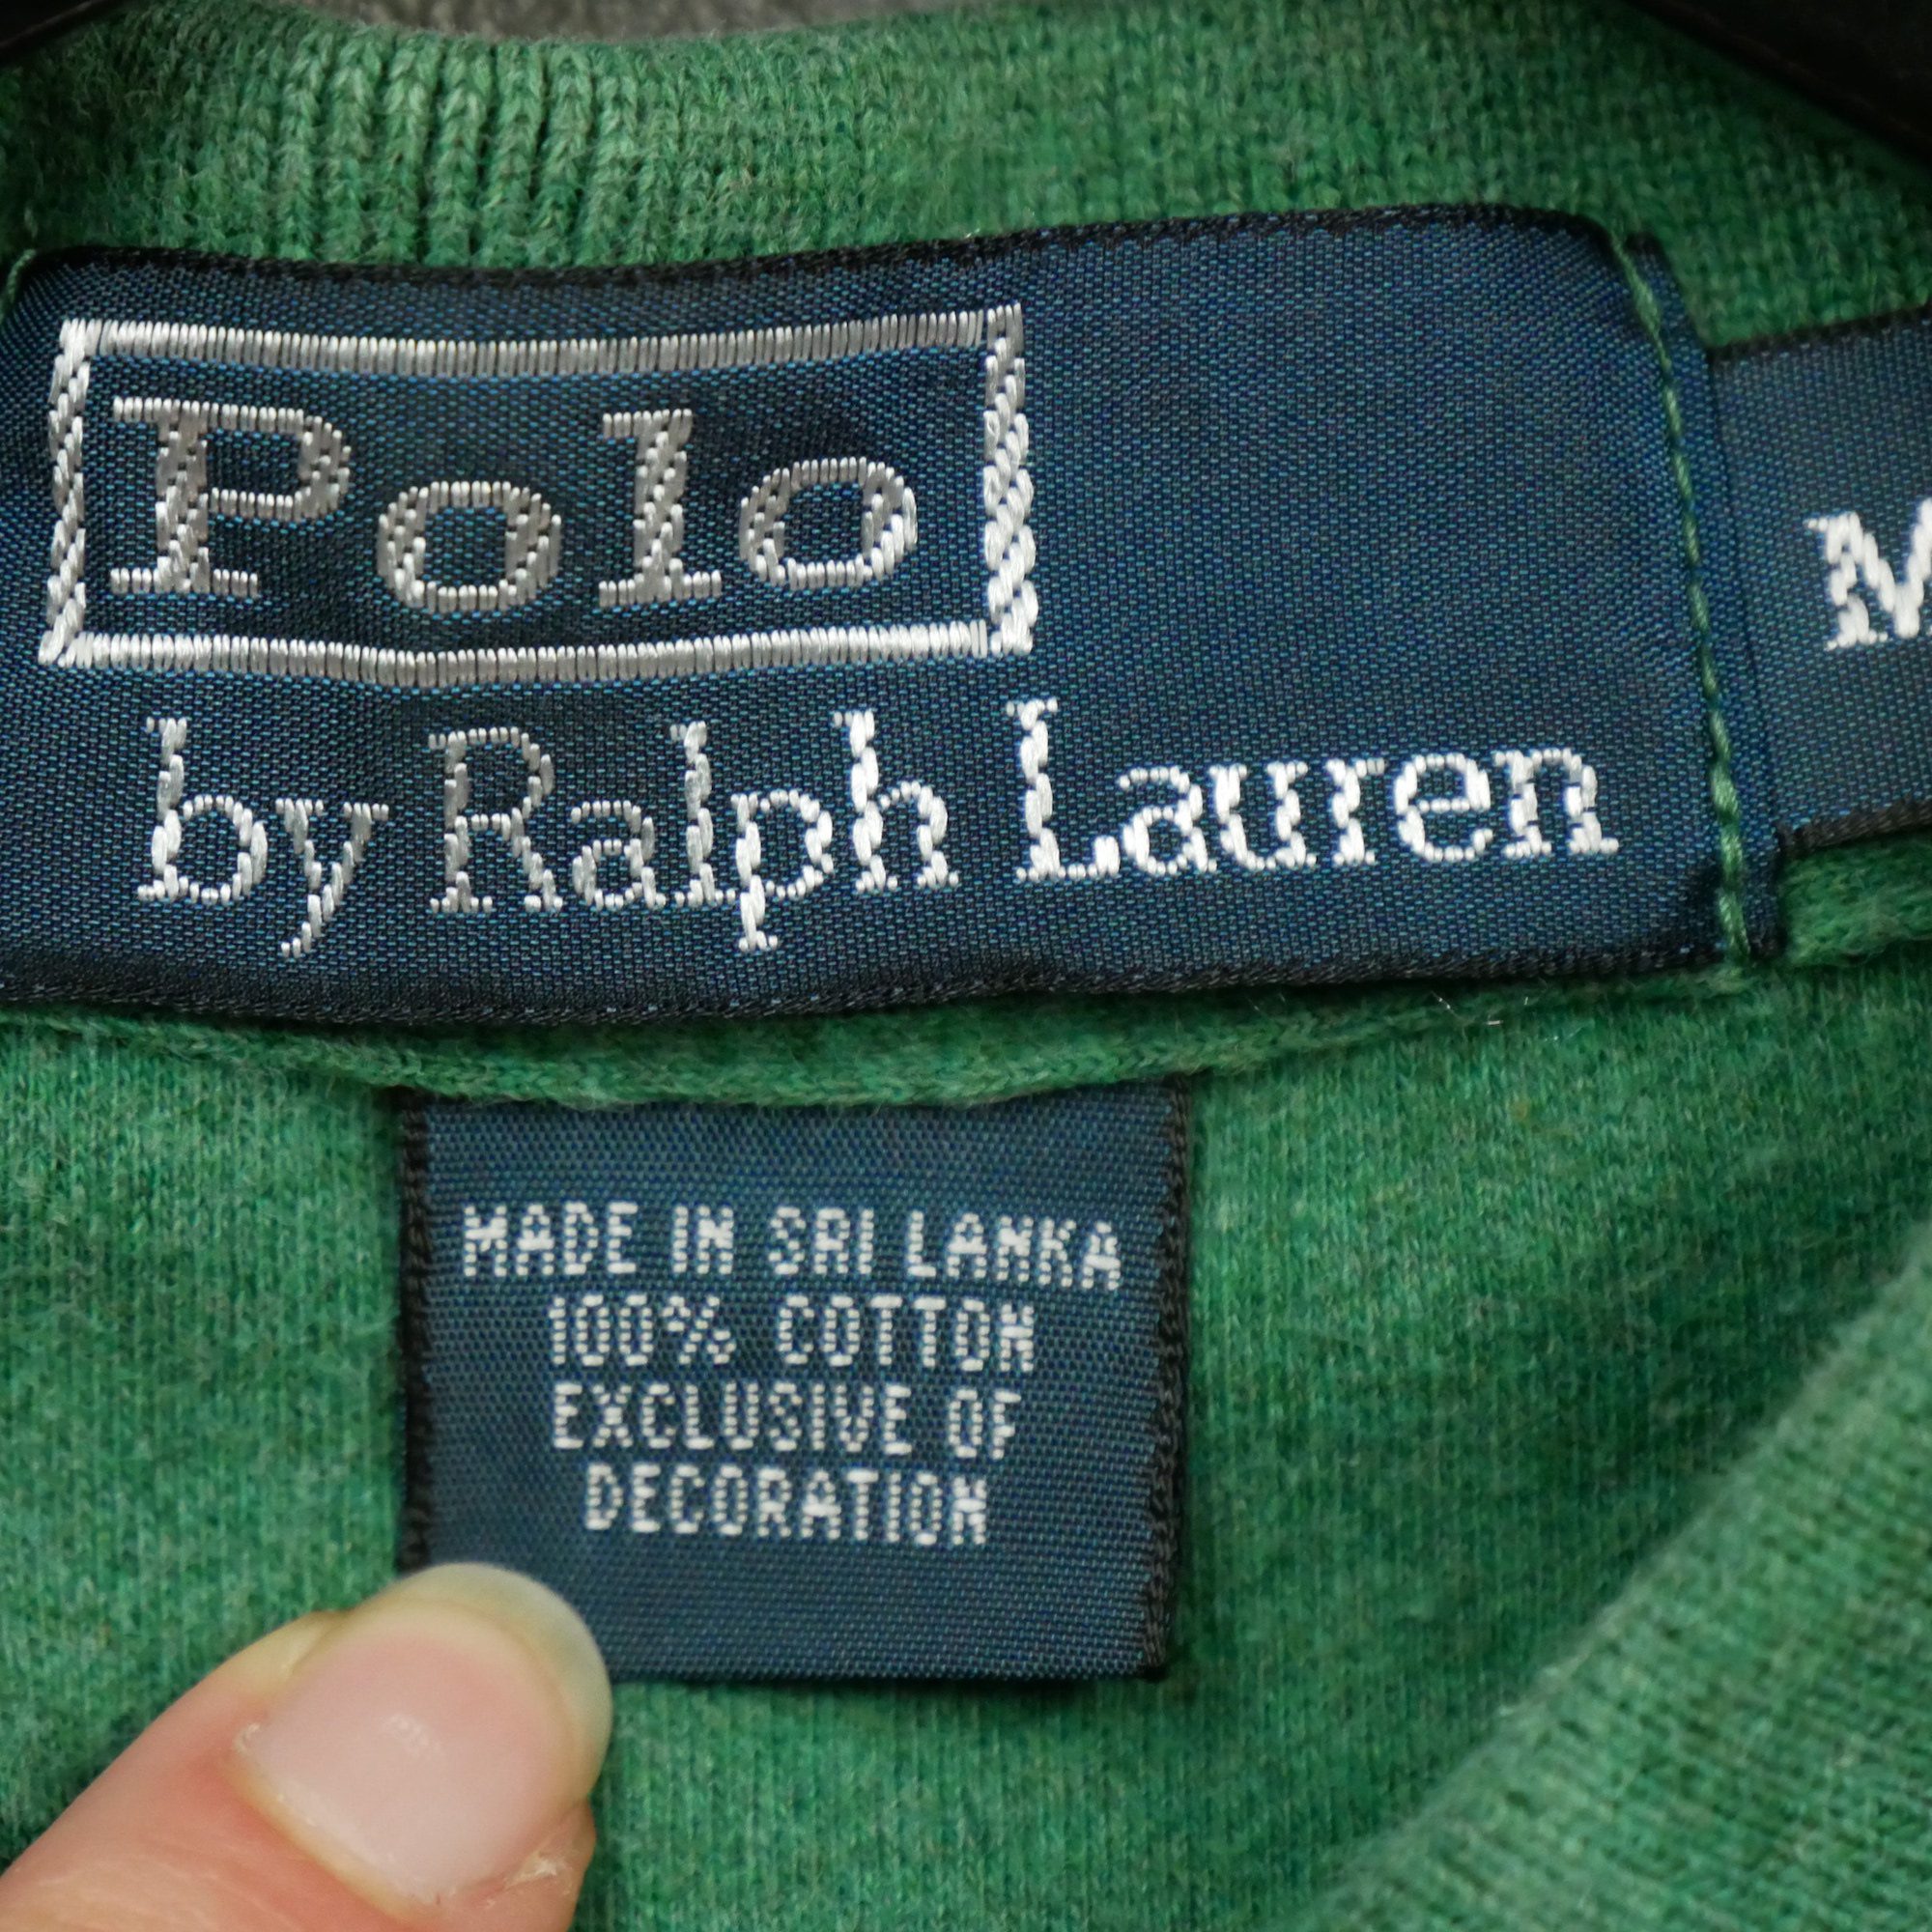 Polo
by Ralph Lauren
M
MADE IN SRI LANKA
100% COTTON
EXCLUSIVE OF
DECORATION